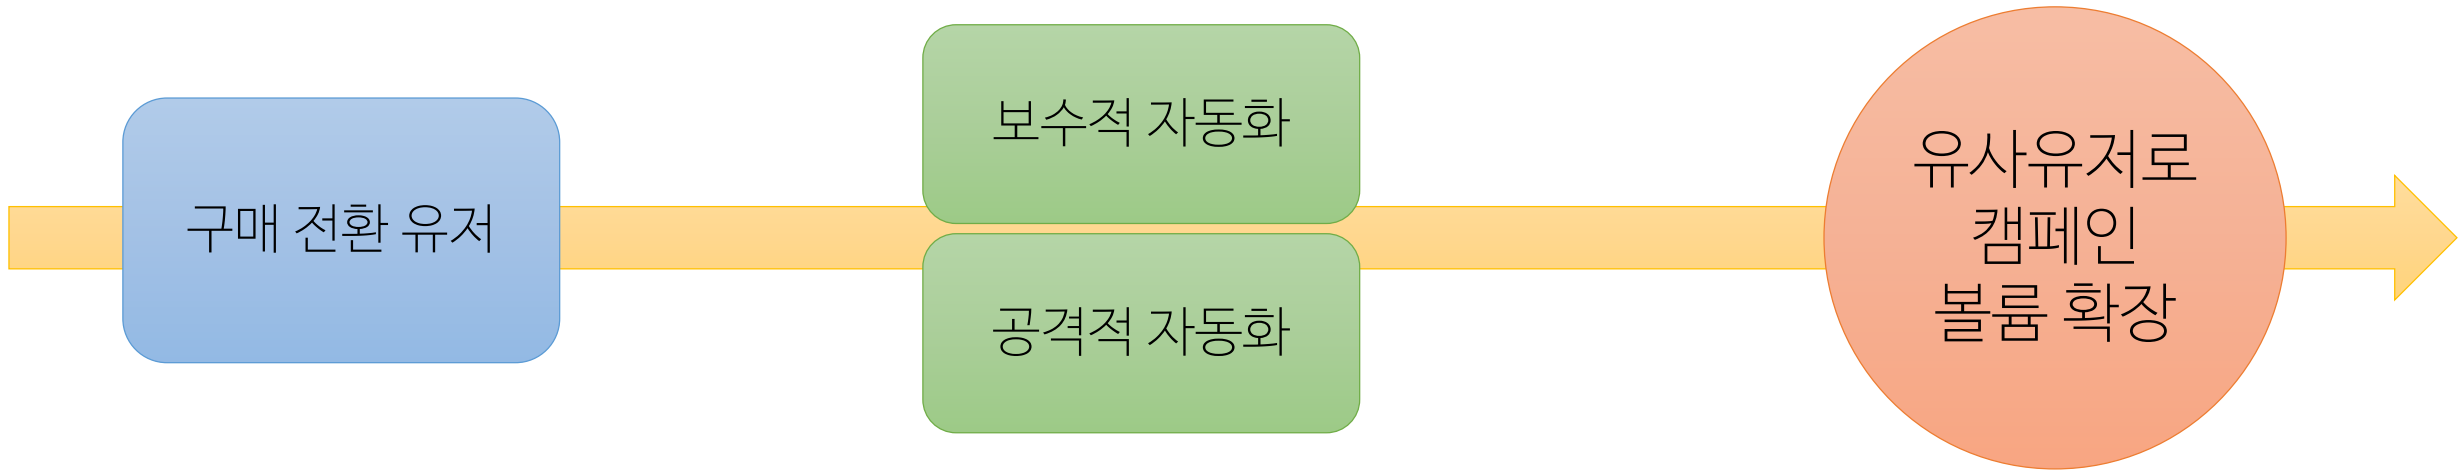 구매 전환 유저
보수적 자동화
공격적 자동화
유사유저로
캠페인
볼륨 확장